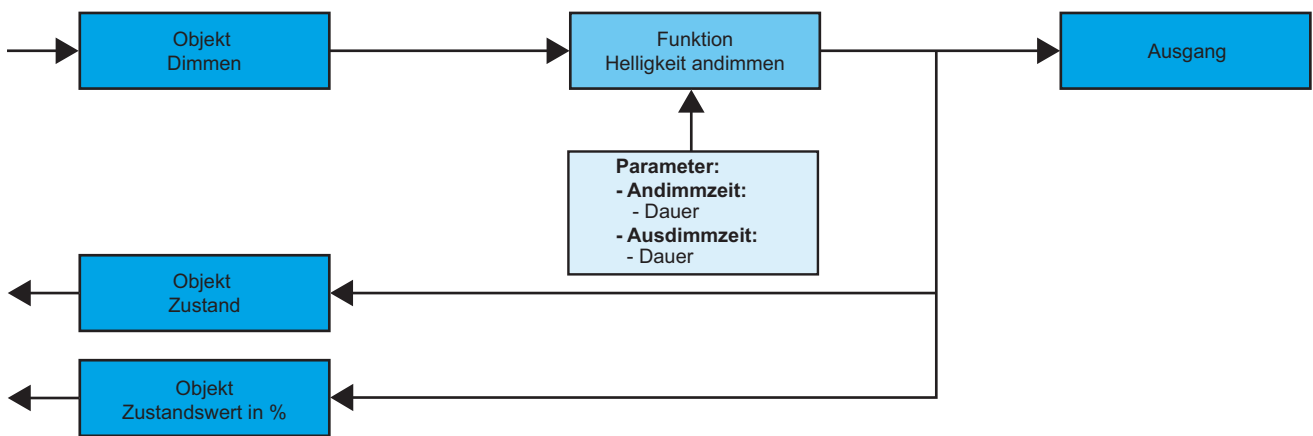 Objekt
Dimmen
Funktion
Helligkeit andimmen
Ausgang
Parameter:
- Andimmzeit:
- Dauer
- Ausdimmzeit:
- Dauer
Objekt
Zustand
Objekt
Zustandswert in %